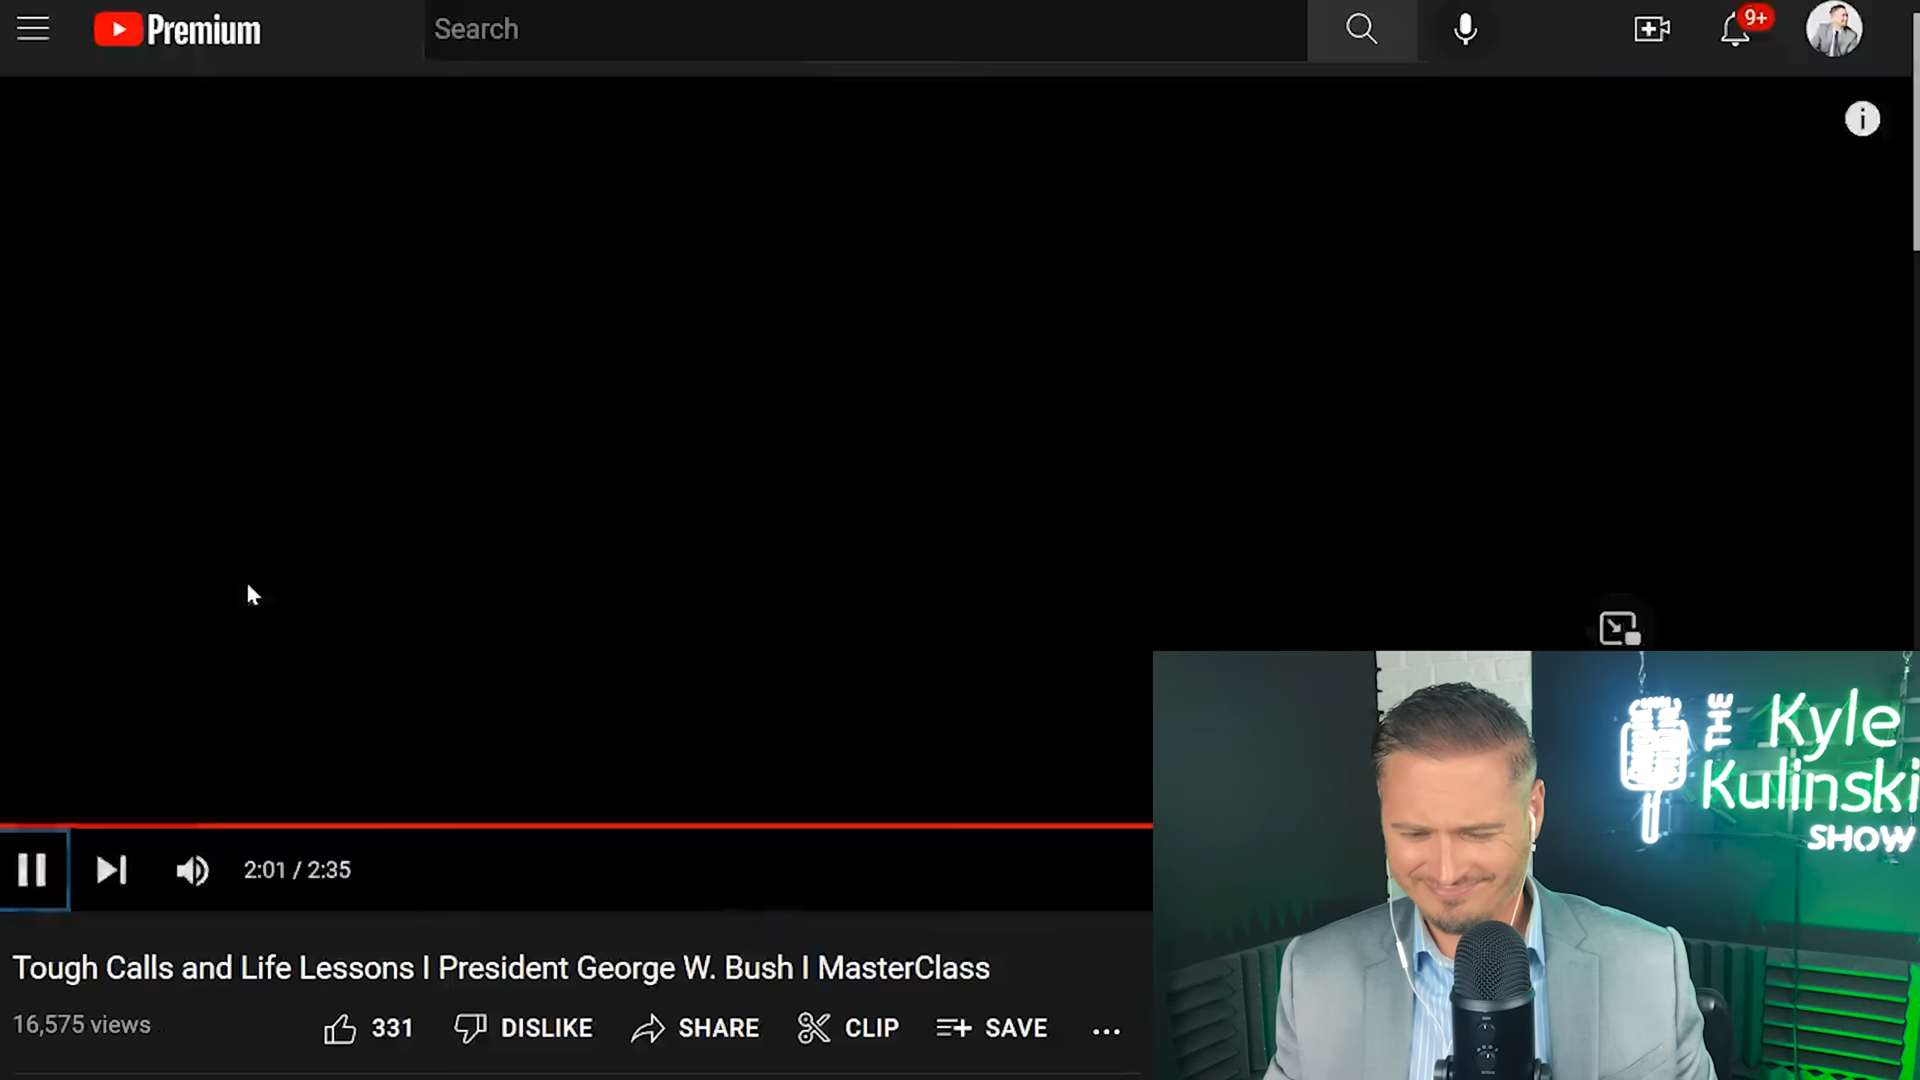 Premium
Search
9+
i
THE
Kyle
Kulinski
SHOW
2:01 / 2:35
Tough Calls and Life Lessons I President George W. Bush I MasterClass
16,575 views
331
DISLIKE
SHARE
CLIP
SAVE